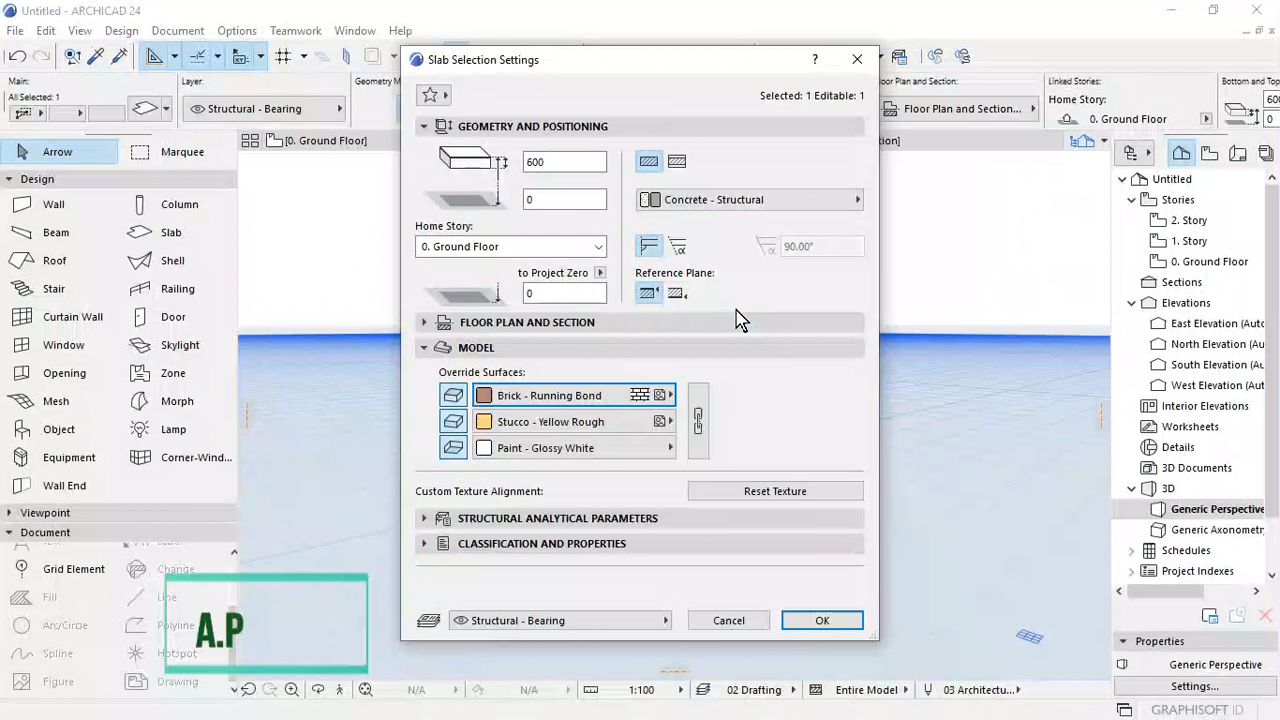 Untitled - ARCHICAD 24
File Edit View Design Document Options Teamwork Window Help
Main:
All Selected: 1
Layer:
Structural - Bearing
Geometry M
Floor Plan and Section:
Floor Plan and Section...
Linked Stories:
Home Story:
0. Ground Floor
Bottom and Top
600
0
Arrow
Marquee
Design
Wall
Column
Beam
Slab
Roof
Shell
Stair
Railing
Curtain Wall
Door
Window
Skylight
Opening
Zone
Mesh
Morph
Object
Lamp
Equipment
Corner-Wind...
Wall End
Viewpoint
Document
Grid Element
Change
Fill
Line
Arc/Circle
Polyline
Spline
Hotspot
Figure
Drawing
A.P
[0. Ground Floor]
Slab Selection Settings
?
Selected: 1 Editable: 1
GEOMETRY AND POSITIONING
600
0
Concrete - Structural
Home Story:
0. Ground Floor
90.00°
to Project Zero
Reference Plane:
0
FLOOR PLAN AND SECTION
MODEL
Override Surfaces:
Brick - Running Bond
Stucco - Yellow Rough
Paint - Glossy White
Custom Texture Alignment:
Reset Texture
STRUCTURAL ANALYTICAL PARAMETERS
CLASSIFICATION AND PROPERTIES
Structural - Bearing
Cancel
OK
Untitled
Stories
2. Story
1. Story
0. Ground Floor
Sections
Elevations
East Elevation (Auto
North Elevation (Aut
South Elevation (Aut
West Elevation (Auto
Interior Elevations
Worksheets
Details
3D Documents
3D
Generic Perspective
Generic Axonometr
Schedules
Project Indexes
Properties
Generic Perspective
Settings...
GRAPHISOFT ID
N/A
N/A
1:100
02 Drafting
Entire Model
03 Architectu...